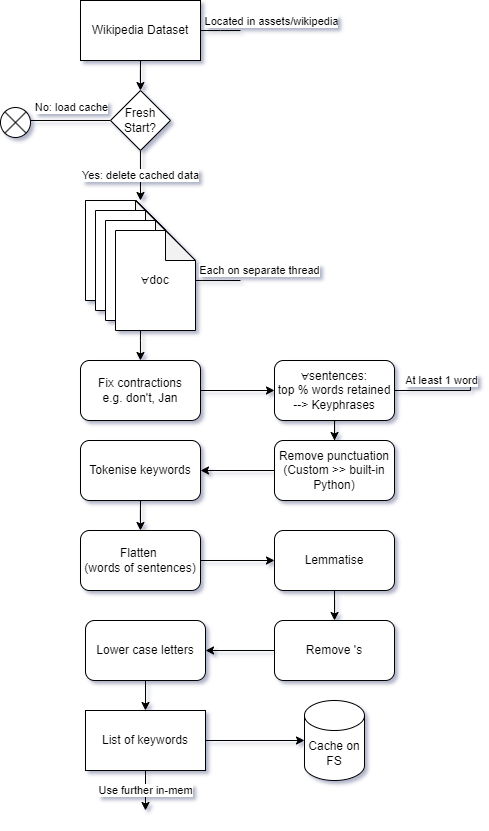 Wikipedia Dataset
Located in assets/wikipedia
No: load cache
Fresh
Start?
Yes: delete cached data
∀doc
Each on separate thread
Fix contractions
e.g. don't, Jan
∀sentences:
top % words retained
--> Keyphrases
At least 1 word
Remove punctuation
(Custom >> built-in
Python)
Tokenise keywords
Flatten
(words of sentences)
Lemmatise
Remove 's
Lower case letters
List of keywords
Cache on
FS
Use further in-mem